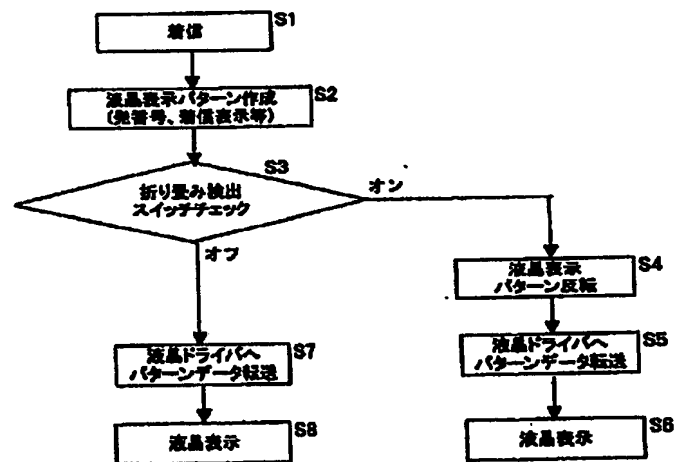 着信
S1
液晶表示パターン作成
(発番号、着信表示等)
S2
S3
折り畳み検出
スイッチチェック
オン
オフ
液晶表示
パターン反転
S4
液晶ドライバへ
パターンデータ転送
S5
液晶表示
S6
液晶ドライバへ
パターンデータ転送
S7
液晶表示
S8